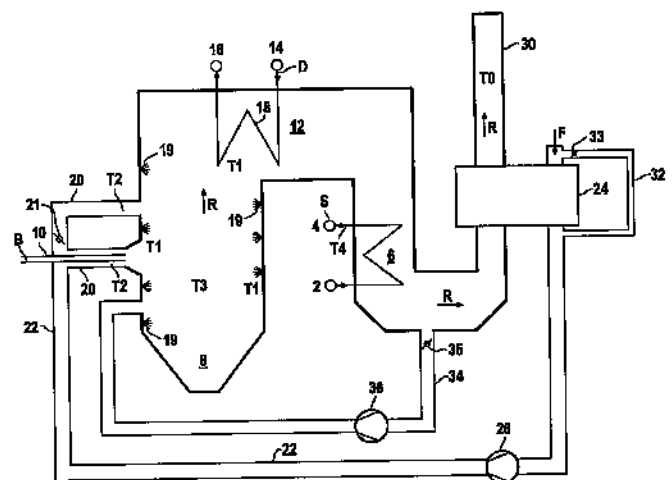 16 14 30
D
T0
18 12
R F 33
19 T1
20 T2 R 24 32
21 19 S
10 T1 4
B T4 6
20 T2 T3 T1 2
R
22 19 35
8 34
36
22 26